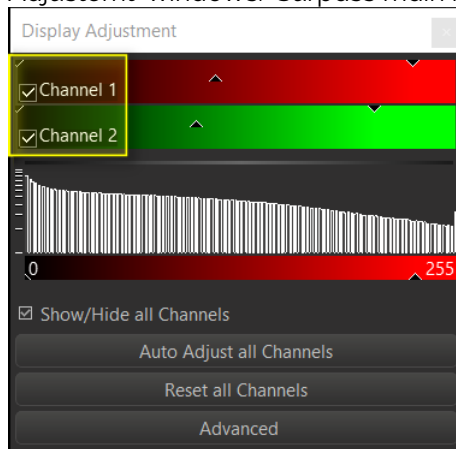 Display Adjustment
Channel 1
Channel 2
0 255
Show/Hide all Channels
Auto Adjust all Channels
Reset all Channels
Advanced